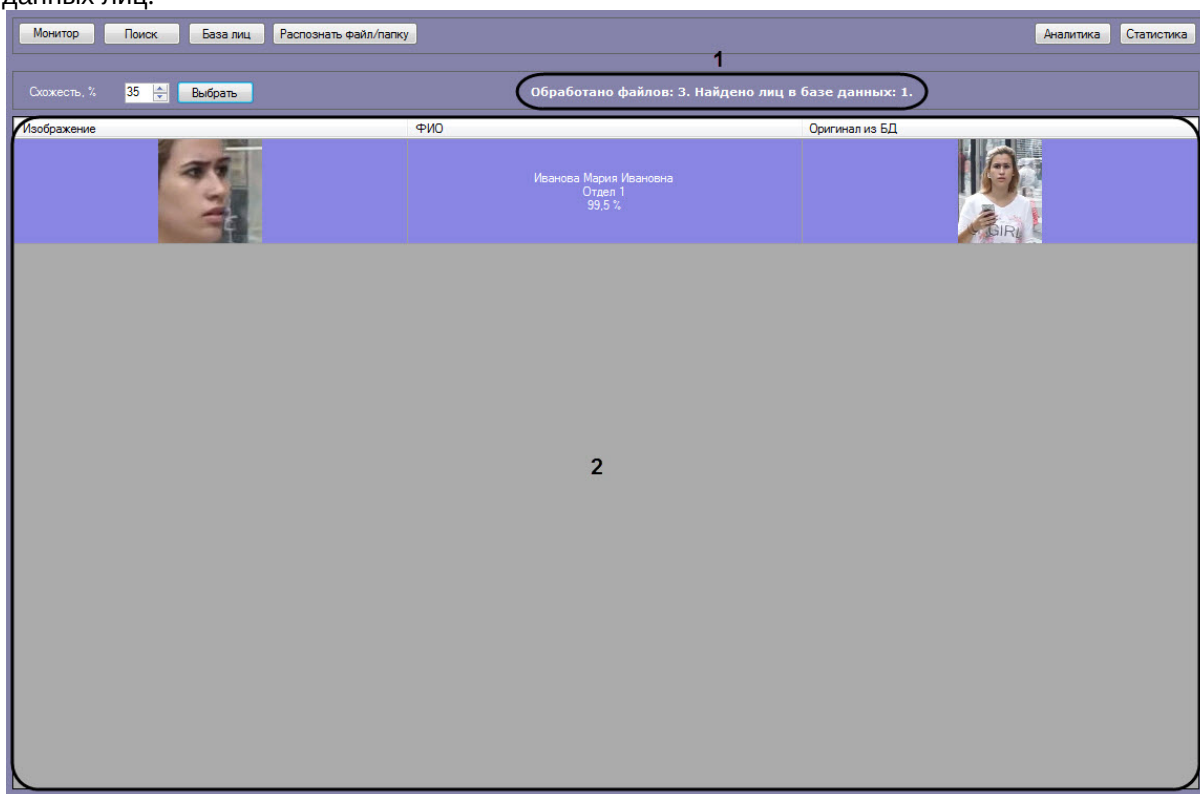 данных лиц.
Монитор Поиск База лиц Распознать файл/папку Аналитика Статистика
1
Схожесть, % 35 Выбрать Обработано файлов: 3. Найдено лиц в базе данных: 1.
Изображение ФИО Оригинал из БД
Иванова Мария Ивановна
Отдел 1
99,5 %
GIRL
2